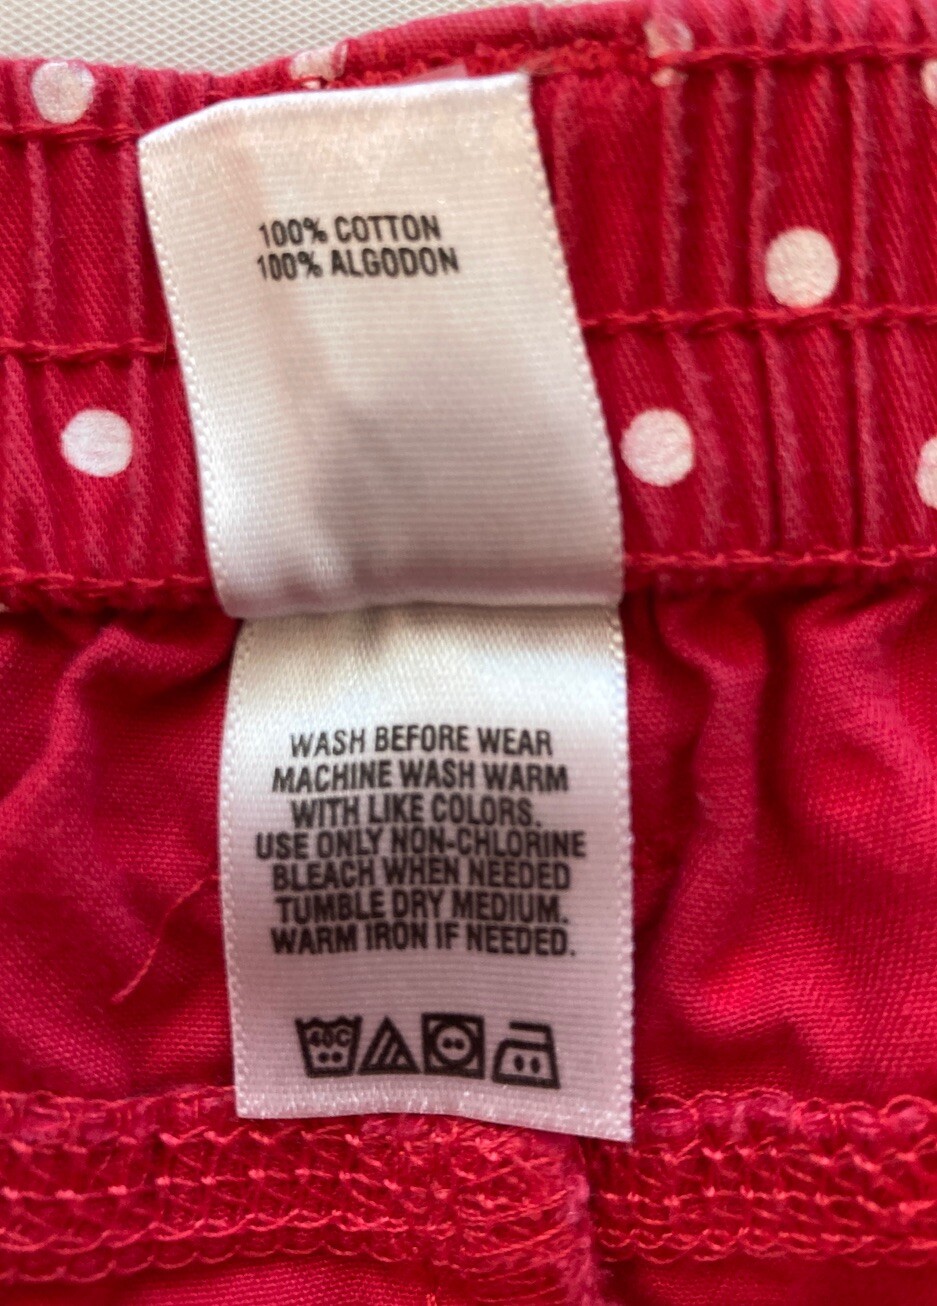 100% COTTON
100% ALGODON
WASH BEFORE WEAR
MACHINE WASH WARM
WITH LIKE COLORS.
USE ONLY NON-CHLORINE
BLEACH WHEN NEEDED
TUMBLE DRY MEDIUM.
WARM IRON IF NEEDED.
40C